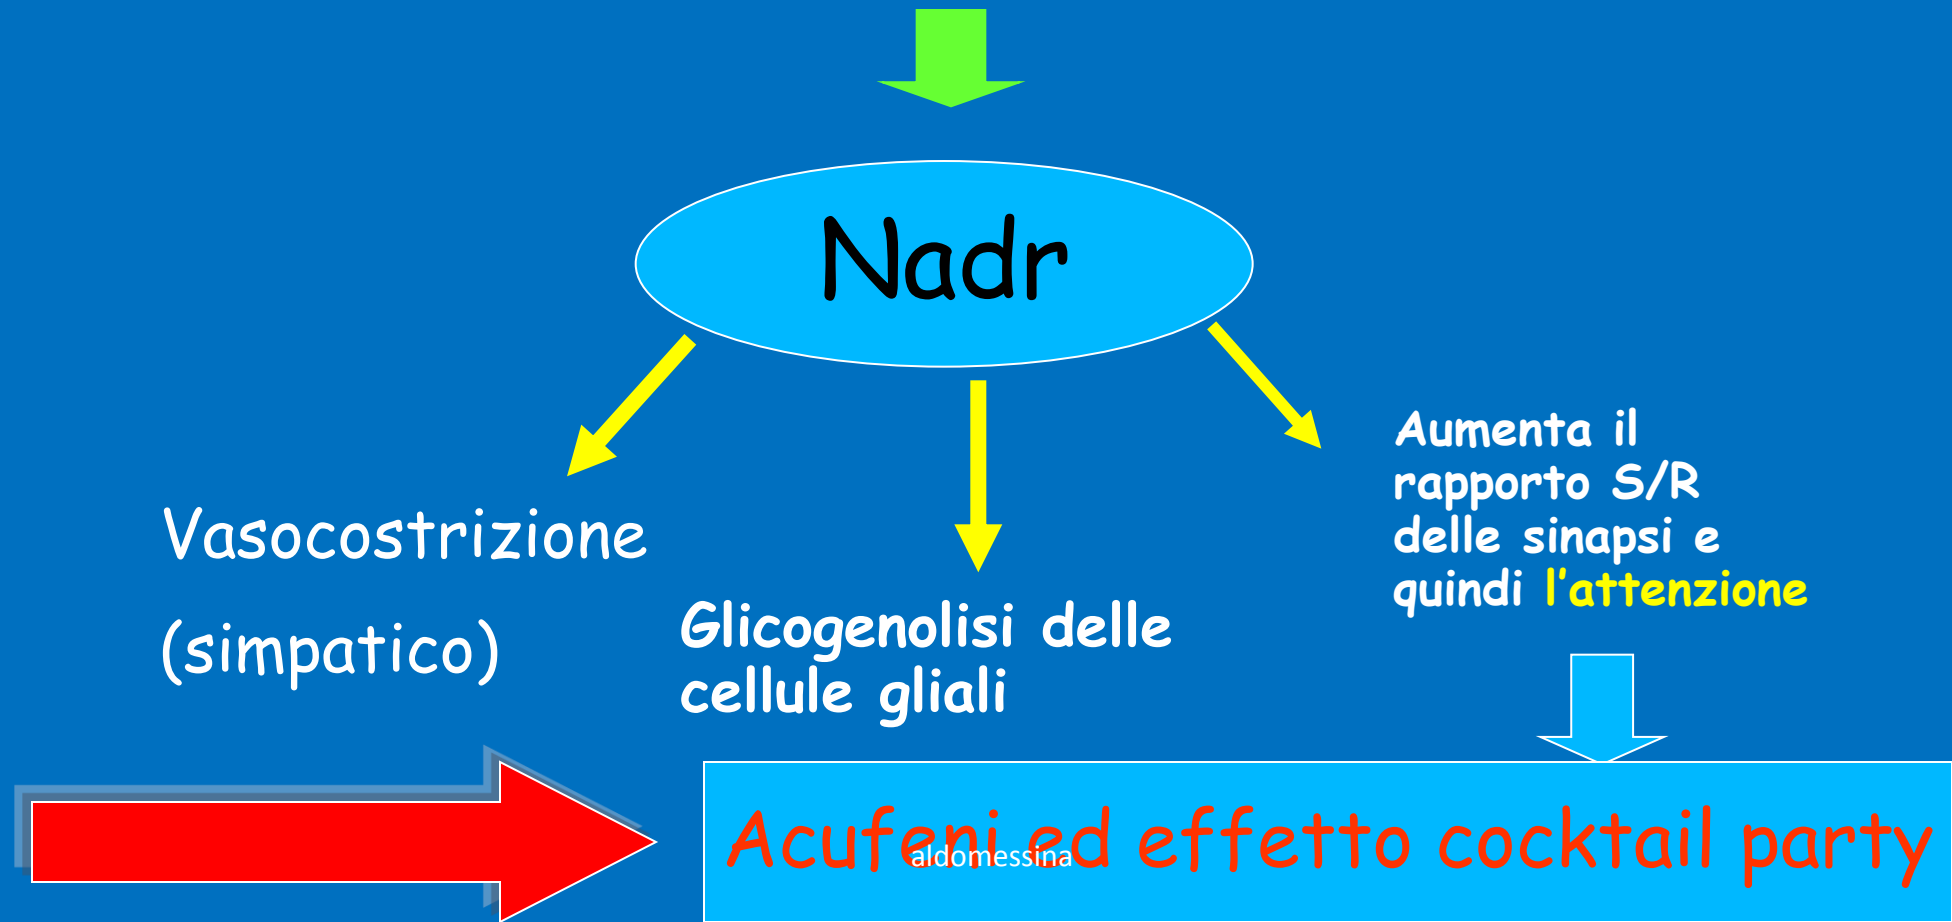 Nadr
Vasocostrizione
(simpatico)
Glicogenolisi delle
cellule gliali
Aumenta il
rapporto S/R
delle sinapsi e
quindi l’attenzione
Acufeni ed effetto cocktail party
aldomessina